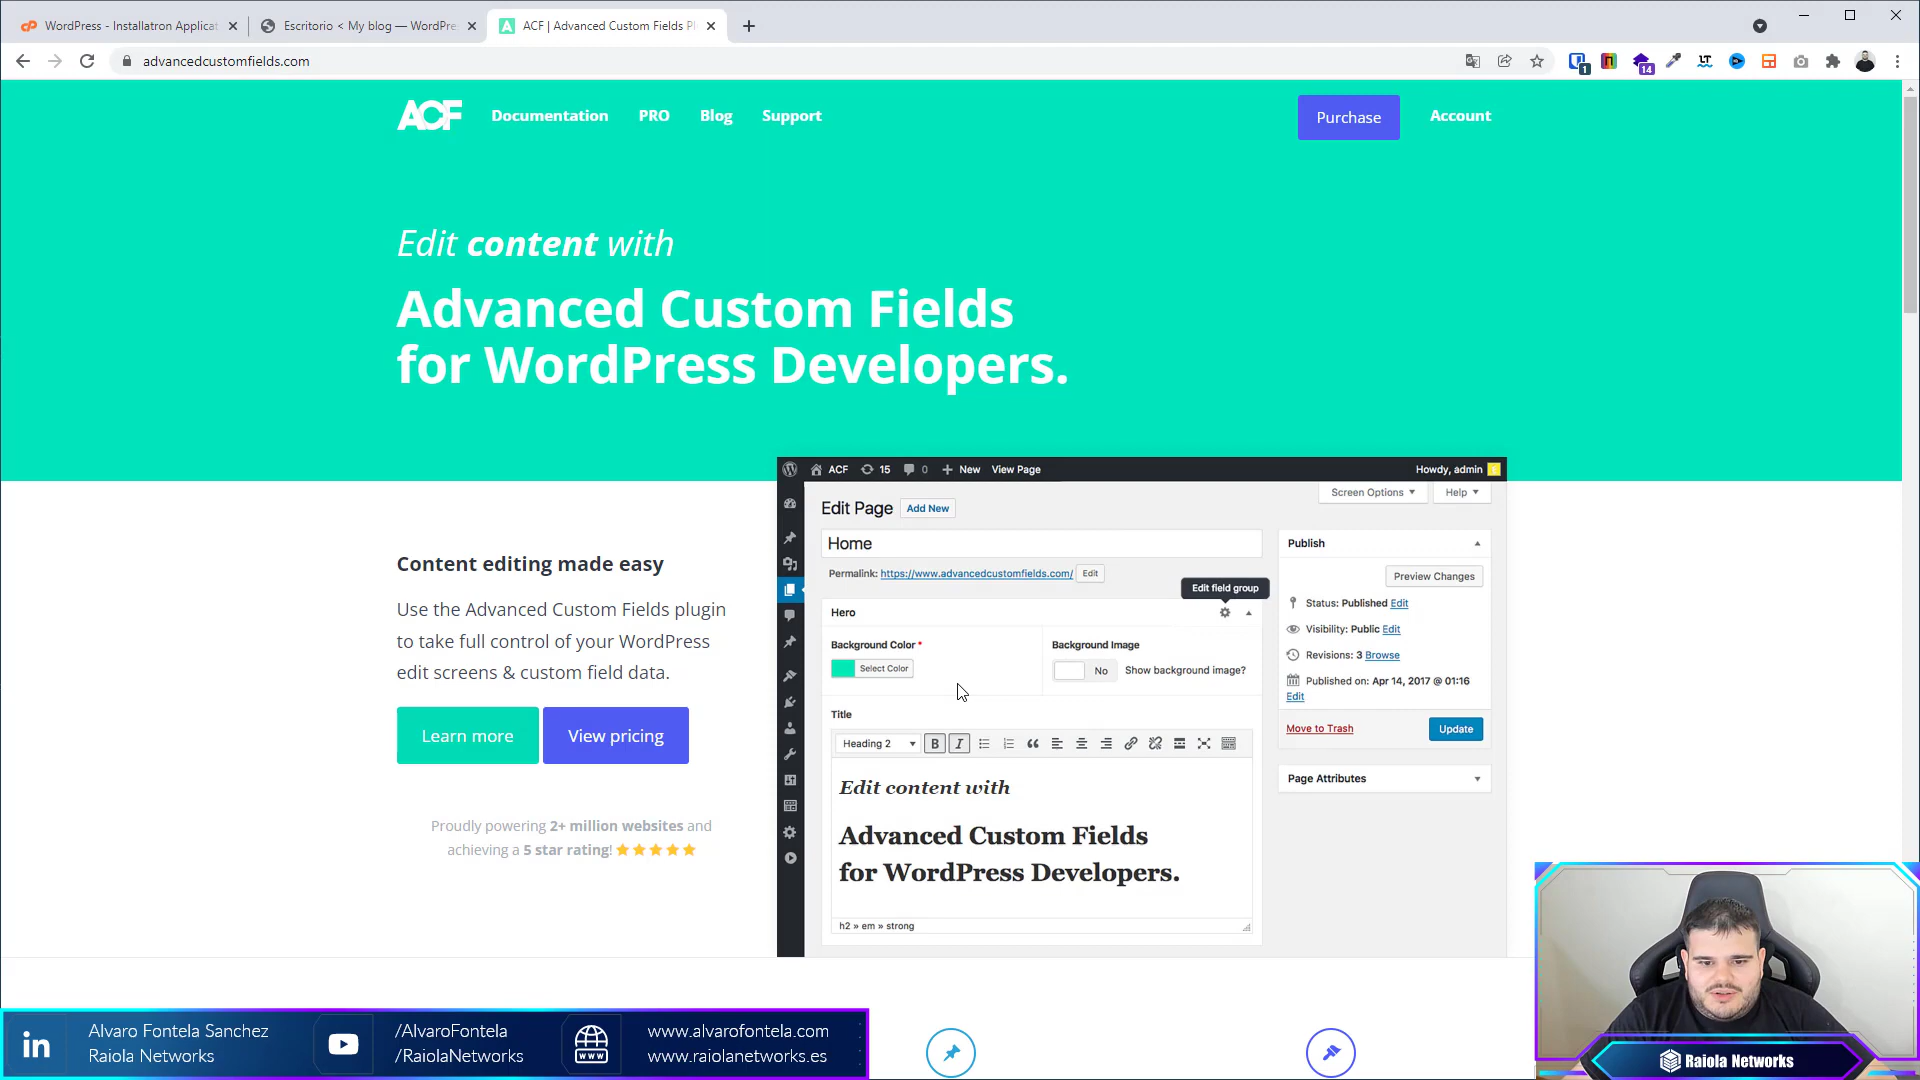 WordPress - Installatron Applicat
Escritorio < My blog — WordPre
ACF | Advanced Custom Fields Pl
advancedcustomfields.com
1
14
LT
ACF
Documentation
PRO
Blog
Support
Purchase
Account
Edit content with
Advanced Custom Fields
for WordPress Developers.
Content editing made easy
Use the Advanced Custom Fields plugin
to take full control of your WordPress
edit screens & custom field data.
Learn more
View pricing
Proudly powering 2+ million websites and
achieving a 5 star rating!
ACF
15
0
New
View Page
Howdy, admin
Screen Options
Help
Edit Page
Add New
Home
Permalink: https://www.advancedcustomfields.com/
Edit
Edit field group
Hero
Background Color *
Select Color
Background Image
No
Show background image?
Title
Heading 2
B
I
Edit content with
Advanced Custom Fields
for WordPress Developers.
h2 » em » strong
Publish
Preview Changes
Status: Published Edit
Visibility: Public Edit
Revisions: 3 Browse
Published on: Apr 14, 2017 @ 01:16
Edit
Move to Trash
Update
Page Attributes
in
Alvaro Fontela Sanchez
Raiola Networks
/AlvaroFontela
/RaiolaNetworks
WWW
www.alvarofontela.com
www.raiolanetworks.es
Raiola Networks